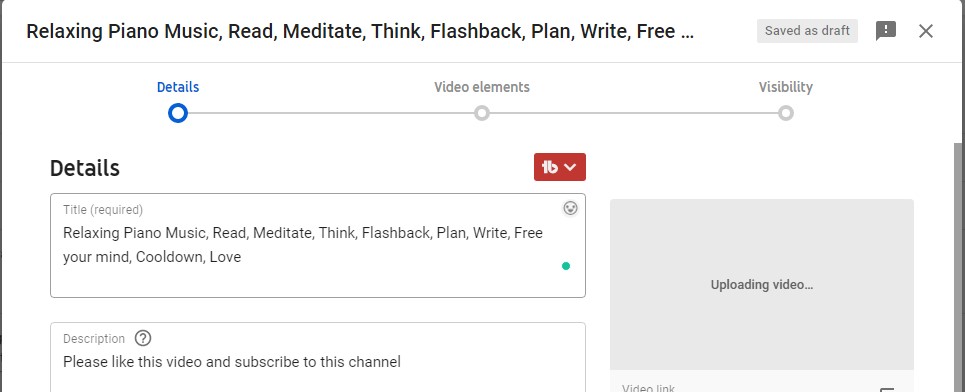 Relaxing Piano Music, Read, Meditate, Think, Flashback, Plan, Write, Free ...
Saved as draft
Details
Video elements
Visibility
Details
tb
Title (required)
Relaxing Piano Music, Read, Meditate, Think, Flashback, Plan, Write, Free
your mind, Cooldown, Love
Uploading video...
Description
Please like this video and subscribe to this channel
Video link